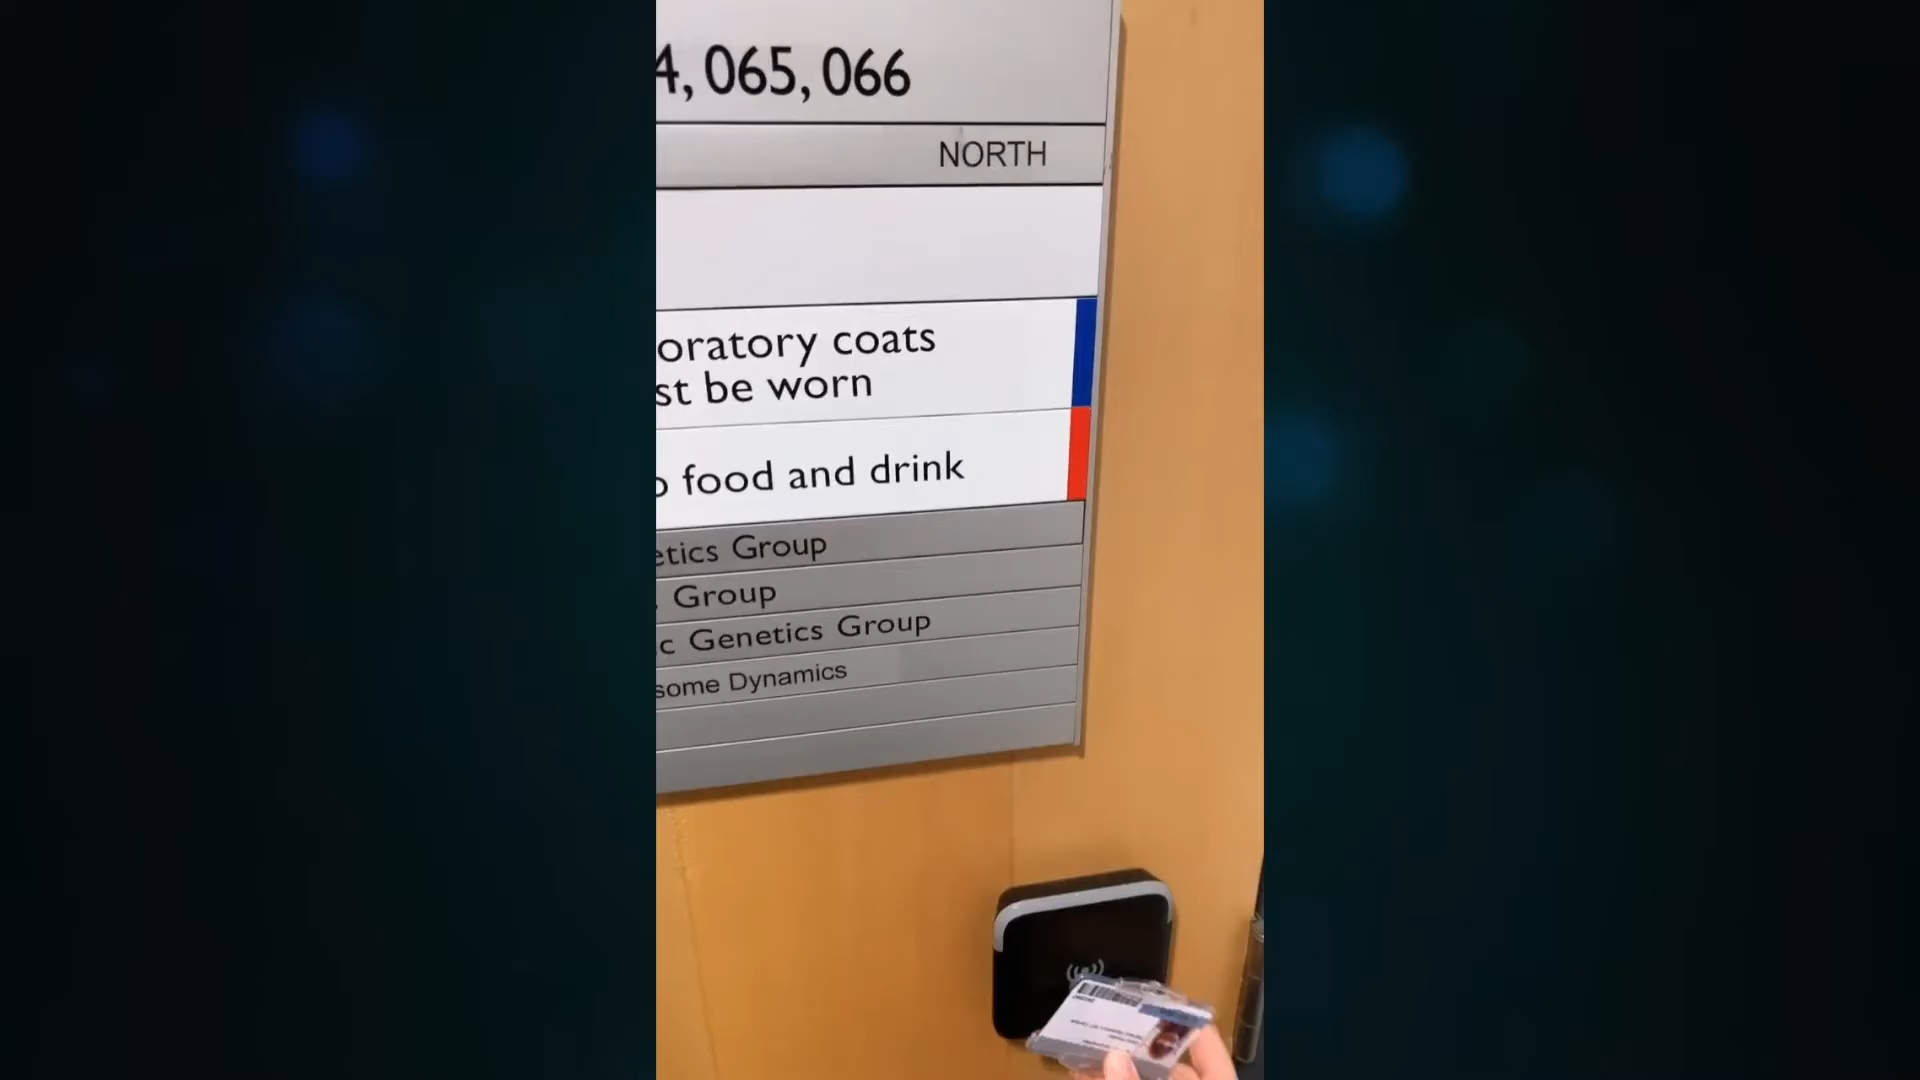 4, 065, 066
NORTH
oratory coats
st be worn
food and drink
etics Group
Group
c Genetics Group
some Dynamics